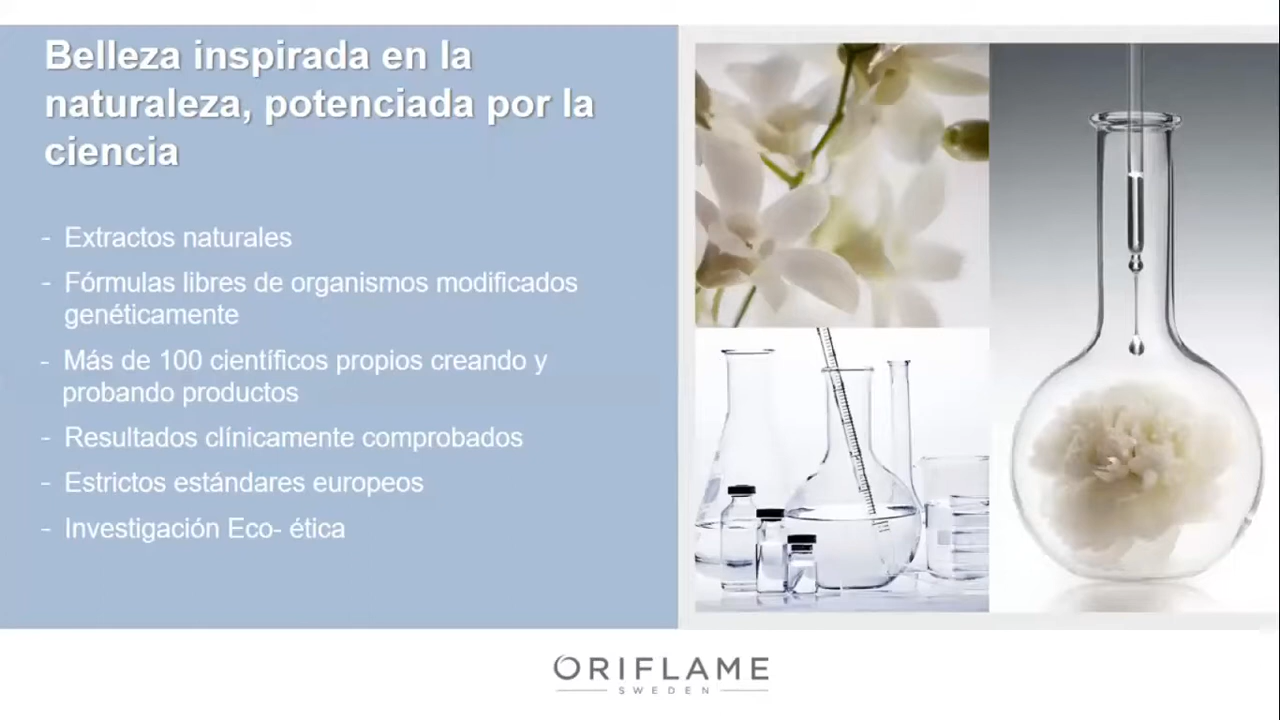 Belleza inspirada en la
naturaleza, potenciada por la
ciencia
- Extractos naturales
- Fórmulas libres de organismos modificados
genéticamente
- Más de 100 científicos propios creando y
probando productos
- Resultados clínicamente comprobados
- Estrictos estándares europeos
- Investigación Eco- ética
ORIFLAME
SWEDEN